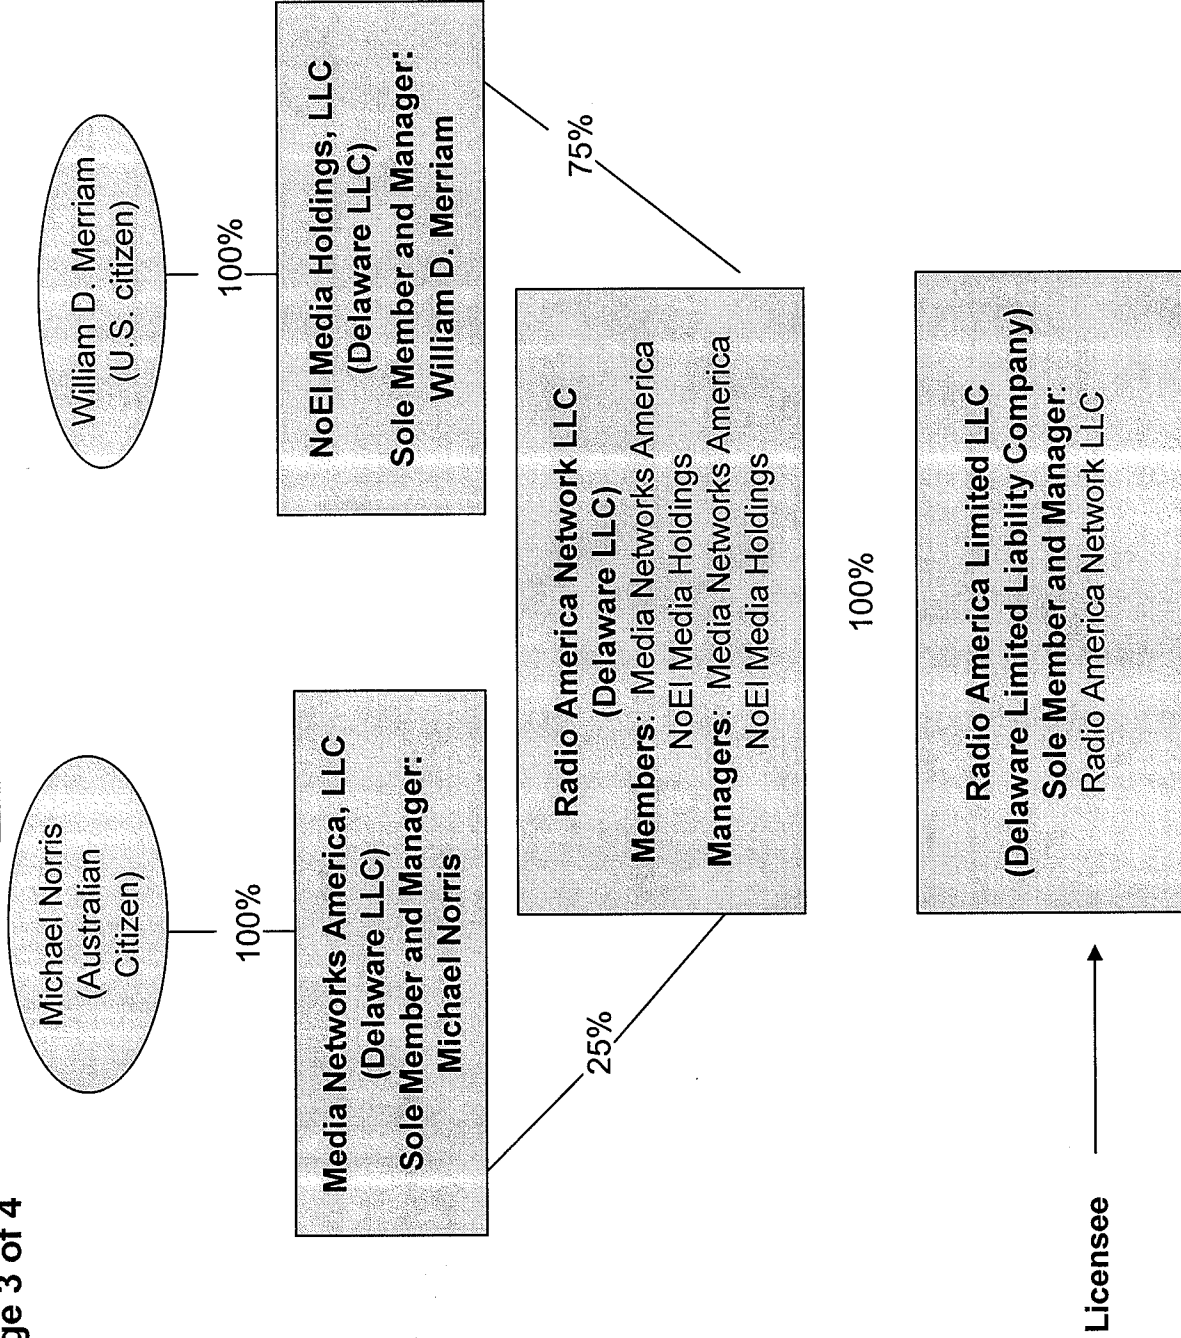 ge 3 of 4
Michael Norris
(Australian
Citizen)
William D. Merriam
(U.S. citizen)
100%
100%
Media Networks America, LLC
(Delaware LLC)
Sole Member and Manager:
Michael Norris
NoEl Media Holdings, LLC
(Delaware LLC)
Sole Member and Manager:
William D. Merriam
25%
75%
Radio America Network LLC
(Delaware LLC)
Members: Media Networks America
NoEl Media Holdings
Managers: Media Networks America
NoEl Media Holdings
100%
Licensee
Radio America Limited LLC
(Delaware Limited Liability Company)
Sole Member and Manager:
Radio America Network LLC